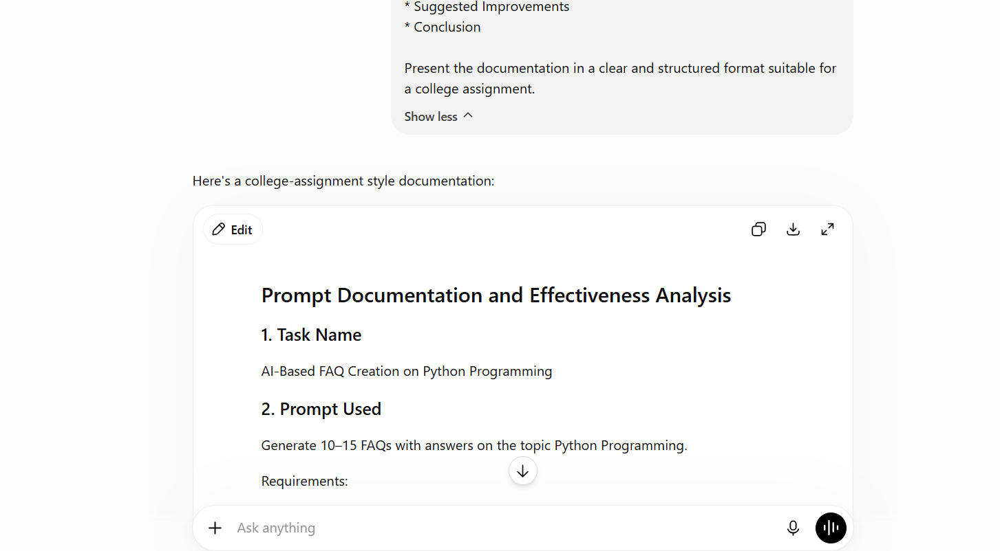 * Suggested Improvements
* Conclusion
Present the documentation in a clear and structured format suitable for
a college assignment.
Show less
Here's a college-assignment style documentation:
Edit
Prompt Documentation and Effectiveness Analysis
1. Task Name
AI-Based FAQ Creation on Python Programming
2. Prompt Used
Generate 10–15 FAQs with answers on the topic Python Programming.
Requirements:
Ask anything